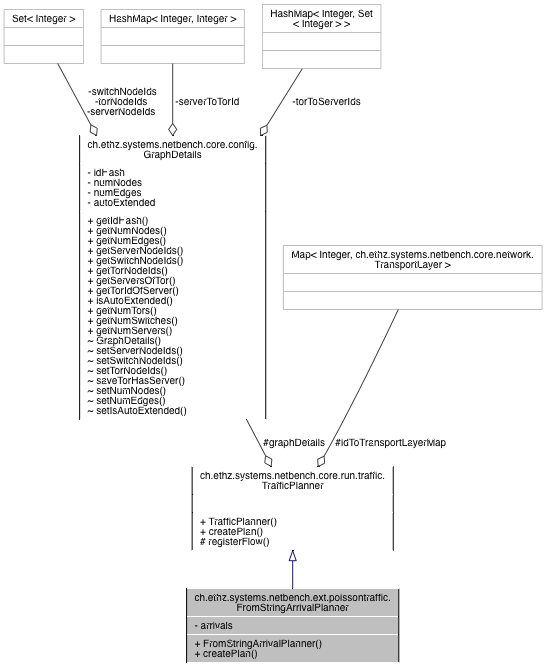 Set< Integer >
HashMap< Integer, Integer >
HashMap< Integer, Set
< Integer > >
-switchNodeIds
-torNodeIds
-serverNodeIds
-serverToTorId
-torToServerIds
ch.ethz.systems.netbench.core.config.
GraphDetails
- idHash
- numNodes
- numEdges
- autoExtended
+ getIdHash()
+ getNumNodes()
+ getNumEdges()
+ getServerNodeIds()
+ getSwitchNodeIds()
+ getTorNodeIds()
+ getServersOfTor()
+ getTorIdOfServer()
+ isAutoExtended()
+ getNumTors()
+ getNumSwitches()
+ getNumServers()
~ GraphDetails()
~ setServerNodeIds()
~ setSwitchNodeIds()
~ setTorNodeIds()
~ saveTorHasServer()
~ setNumNodes()
~ setNumEdges()
~ setIsAutoExtended()
Map< Integer, ch.ethz.systems.netbench.core.network.
TransportLayer >
#graphDetails
#idToTransportLayerMap
ch.ethz.systems.netbench.core.run.traffic.
TrafficPlanner
+ TrafficPlanner()
+ createPlan()
# registerFlow()
ch.ethz.systems.netbench.ext.poissontraffic.
FromStringArrivalPlanner
- arrivals
+ FromStringArrivalPlanner()
+ createPlan()